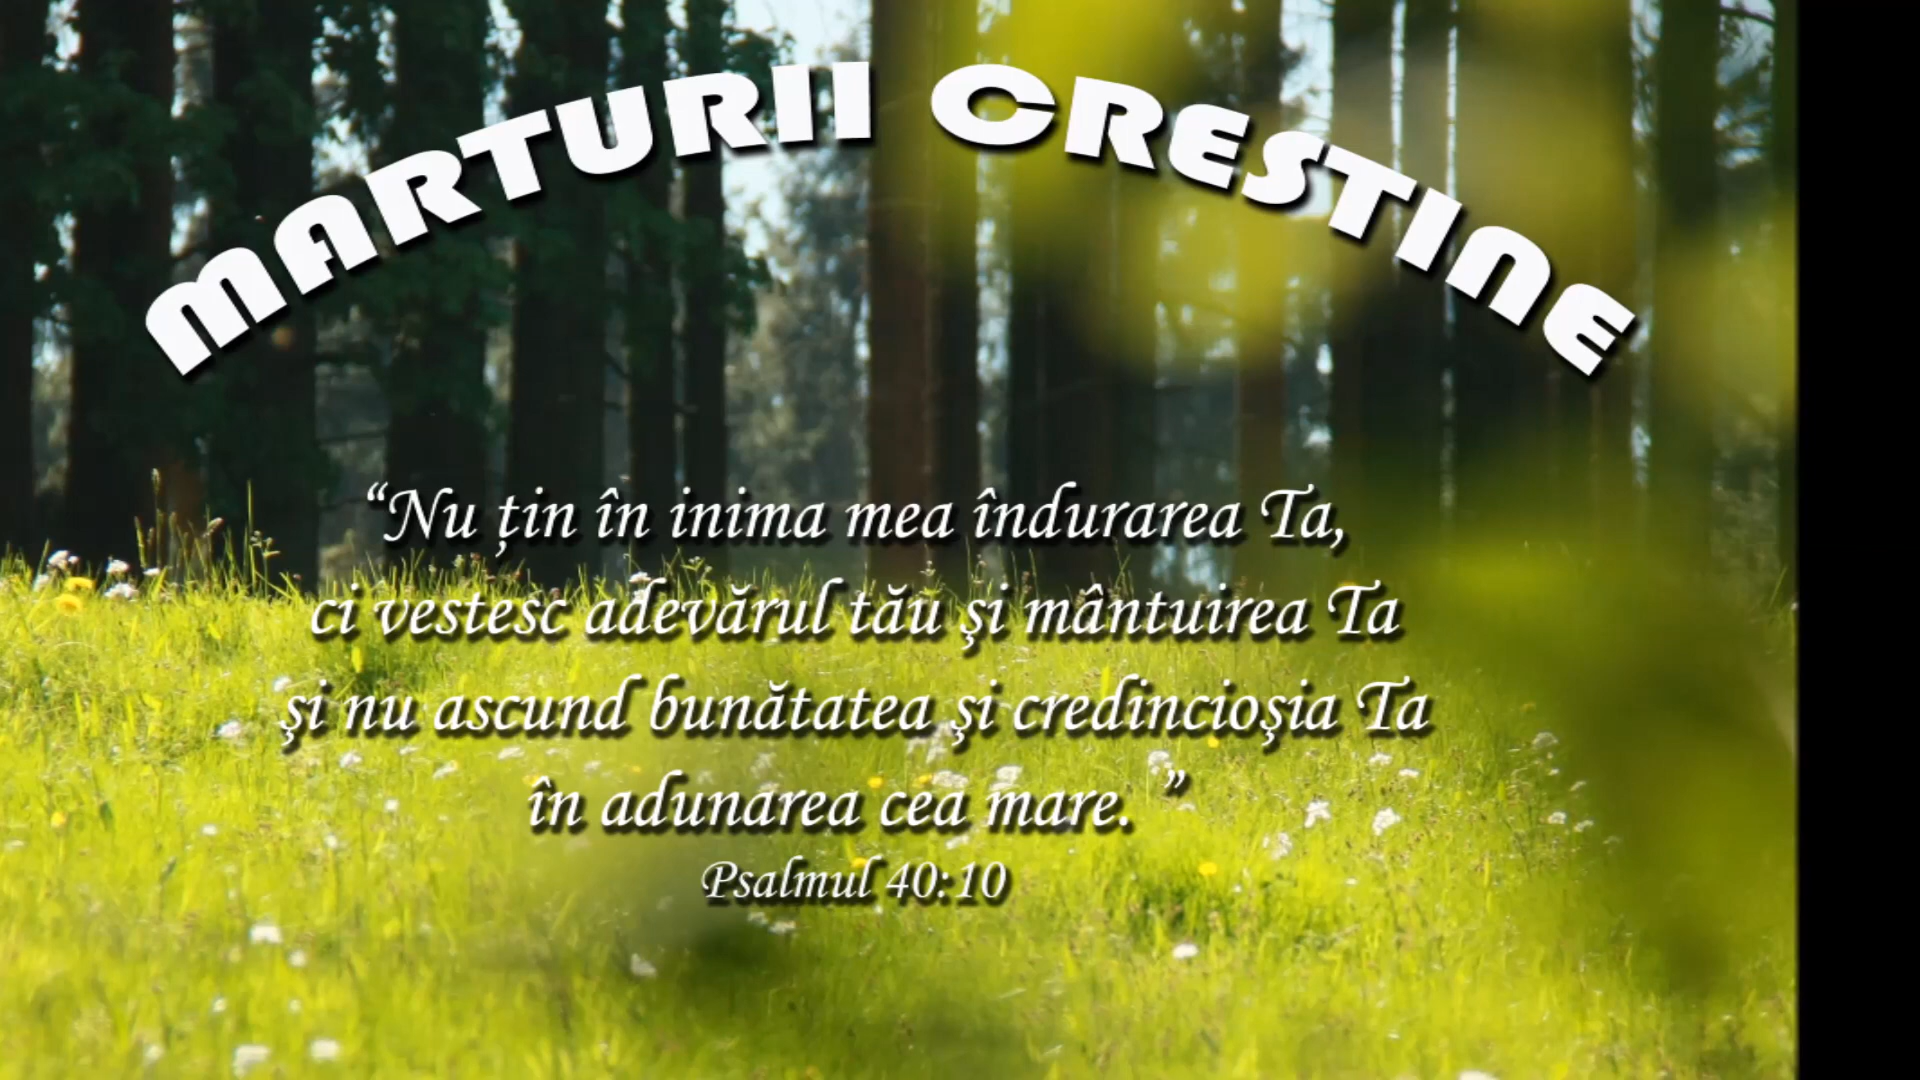 MARTURII CRESTINE
“Nu țin în inima mea îndurarea Ta,
ci vestesc adevărul tău şi mântuirea Ta
şi nu ascund bunătatea şi credincioşia Ta
în adunarea cea mare. ”
Psalmul 40:10